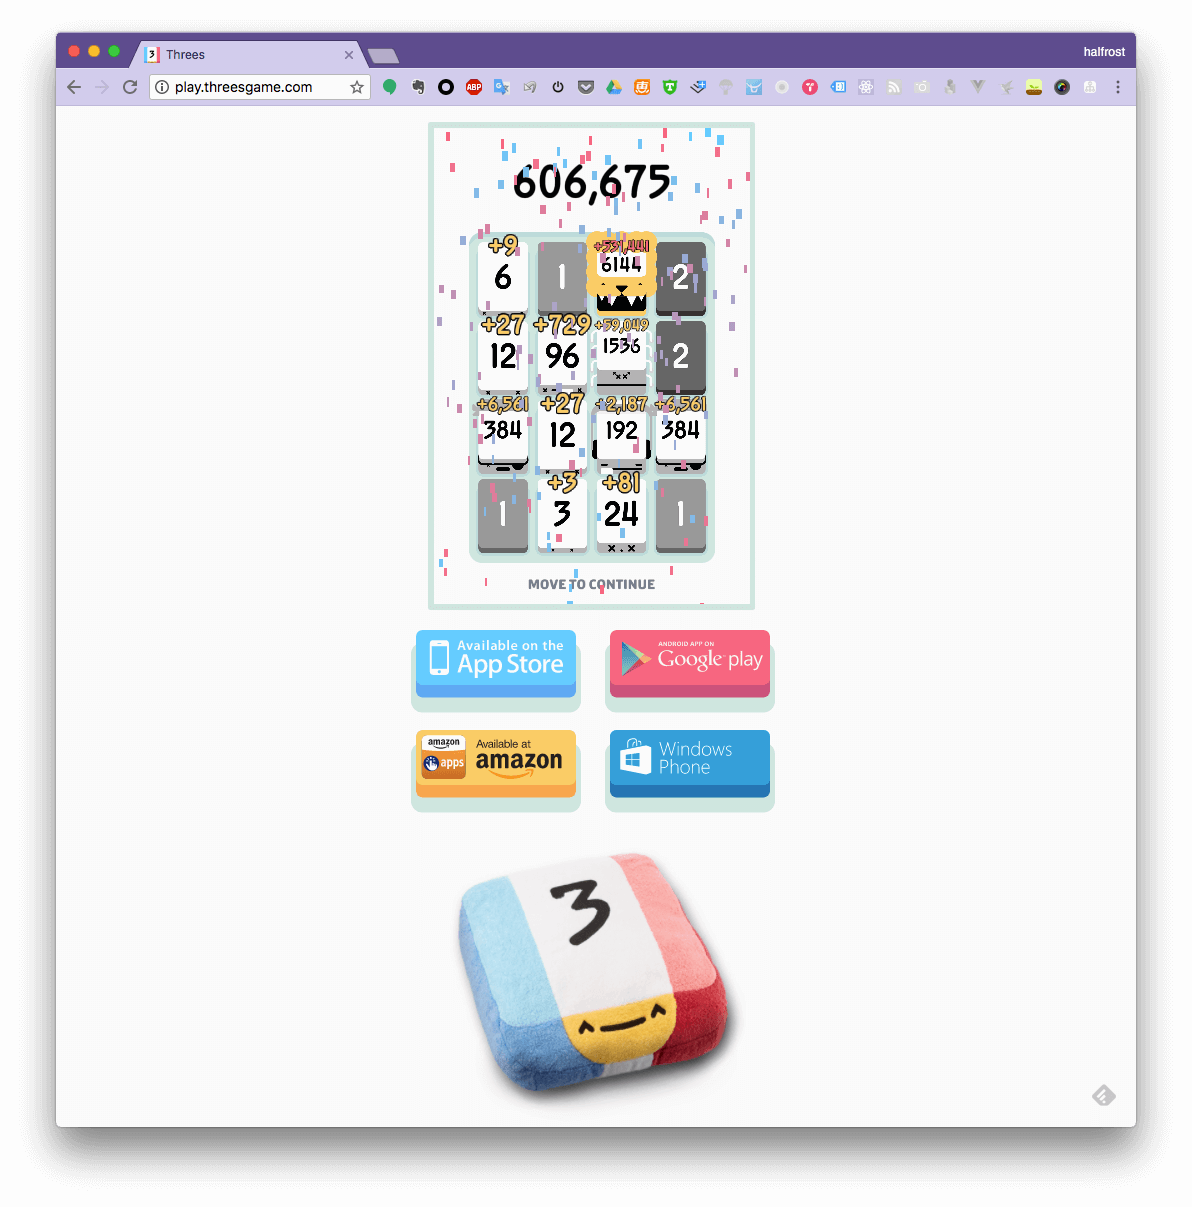 Threes
halfrost
play.threesgame.com
ABP
606,675
+9
+531,441
6
1
6144
2
+27
+729
+59,049
12
96
1536
2
+6,561
+27
+2,187
+6,561
384
12
192
384
+3
+81
1
3
24
1
MOVE TO CONTINUE
Available on the
App Store
ANDROID APP ON
Google play
amazon
apps
Available at
amazon
Windows
Phone
3